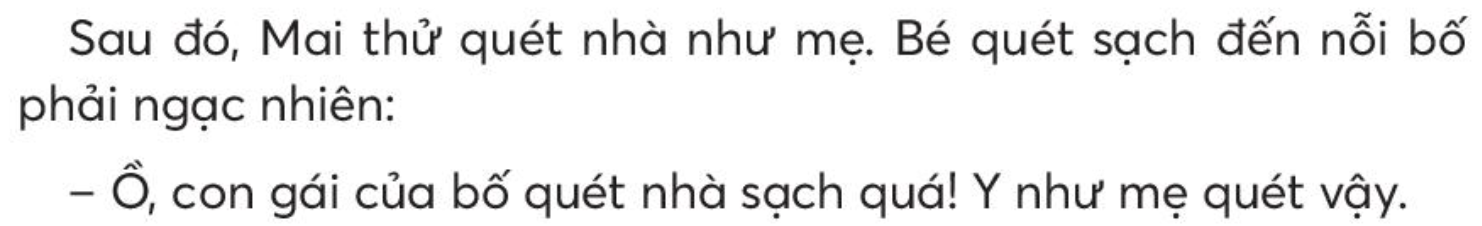 Sau đó, Mai thử quét nhà như mẹ. Bé quét sạch đến nỗi bố
phải ngạc nhiên:
– Ồ, con gái của bố quét nhà sạch quá! Y như mẹ quét vậy.